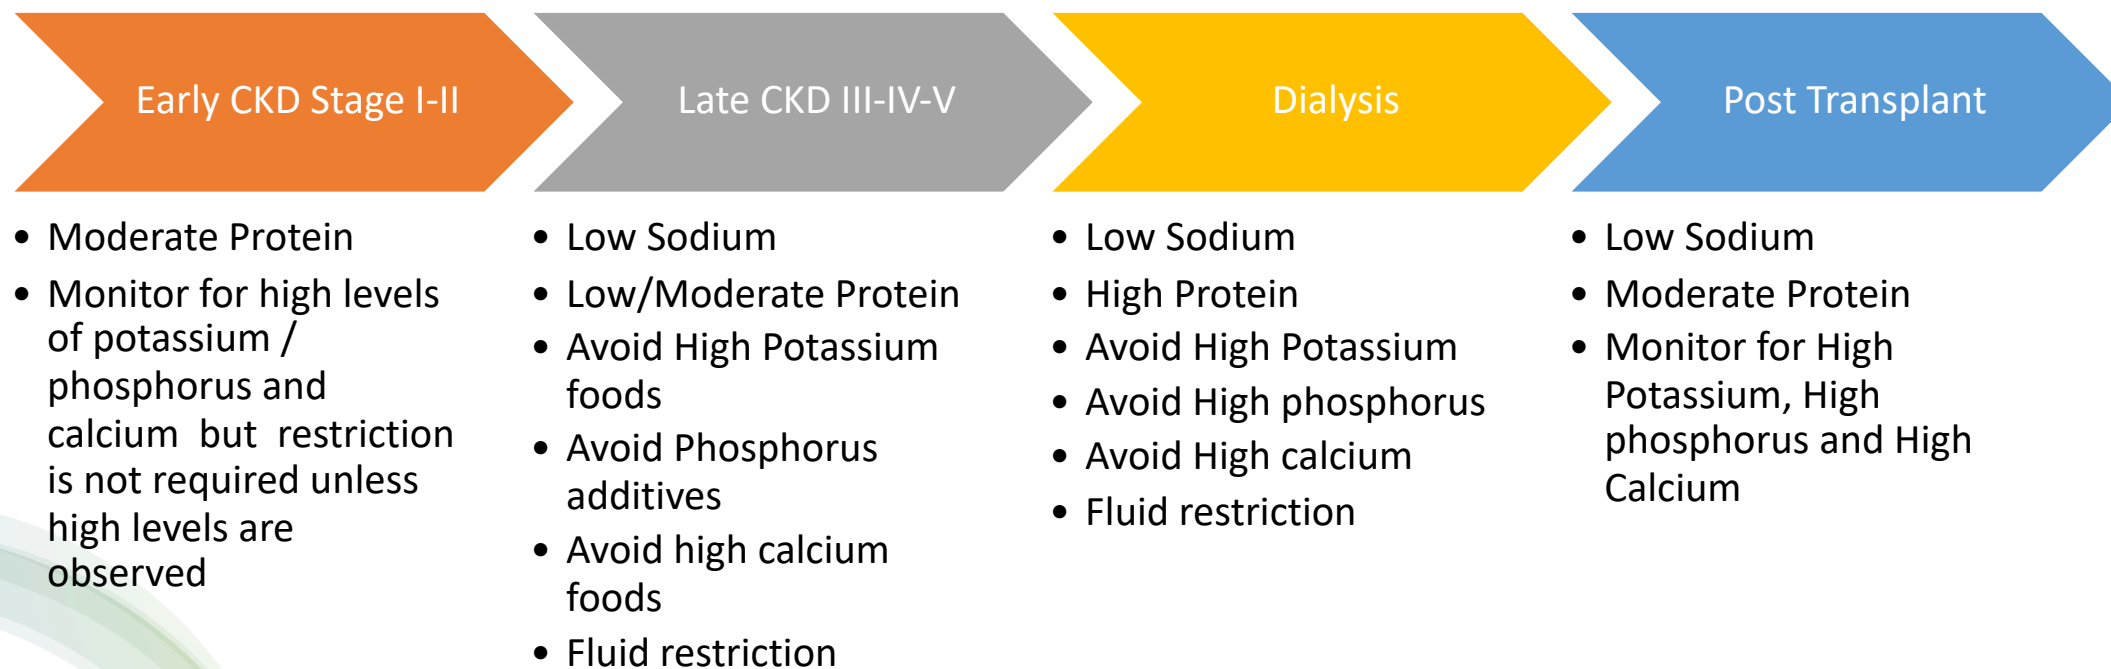 Early CKD Stage I-II
Late CKD III-IV-V
Dialysis
Post Transplant
• Moderate Protein
• Monitor for high levels
of potassium /
phosphorus and
calcium but restriction
is not required unless
high levels are
observed
• Low Sodium
• Low/Moderate Protein
• Avoid High Potassium
foods
• Avoid Phosphorus
additives
• Avoid high calcium
foods
• Fluid restriction
• Low Sodium
• High Protein
• Avoid High Potassium
• Avoid High phosphorus
• Avoid High calcium
• Fluid restriction
• Low Sodium
• Moderate Protein
• Monitor for High
Potassium, High
phosphorus and High
Calcium